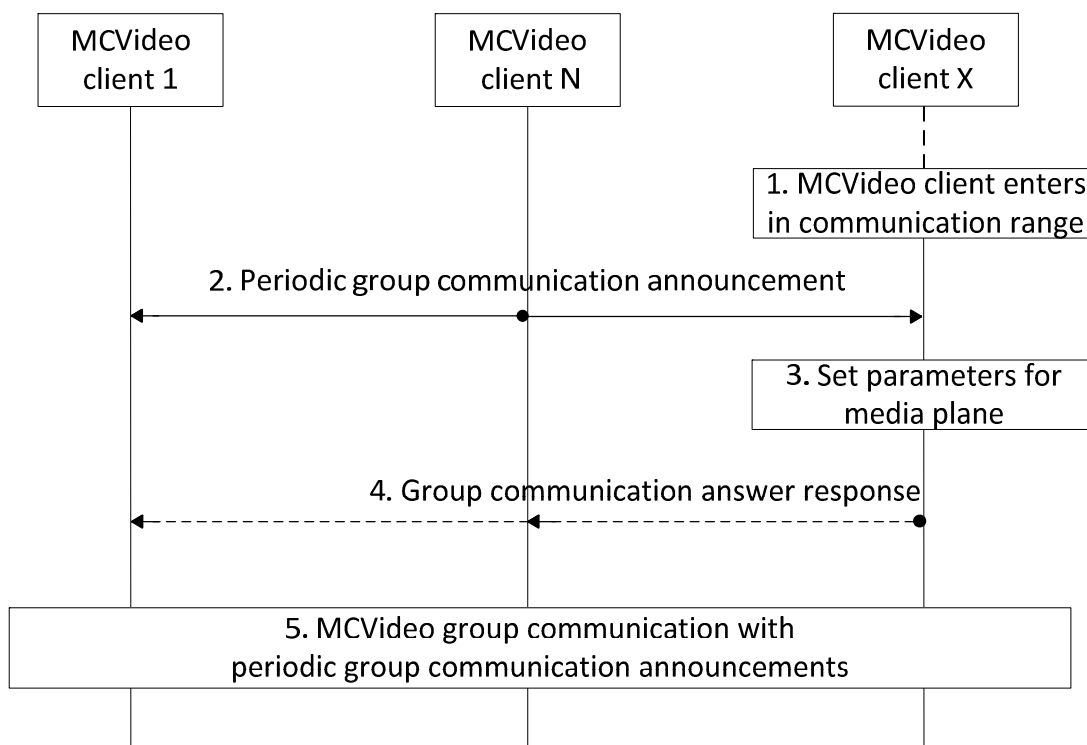 MCVideo
client 1
MCVideo
client N
MCVideo
client X
1. MCVideo client enters
in communication range
2. Periodic group communication announcement
3. Set parameters for
media plane
4. Group communication answer response
5. MCVideo group communication with
periodic group communication announcements